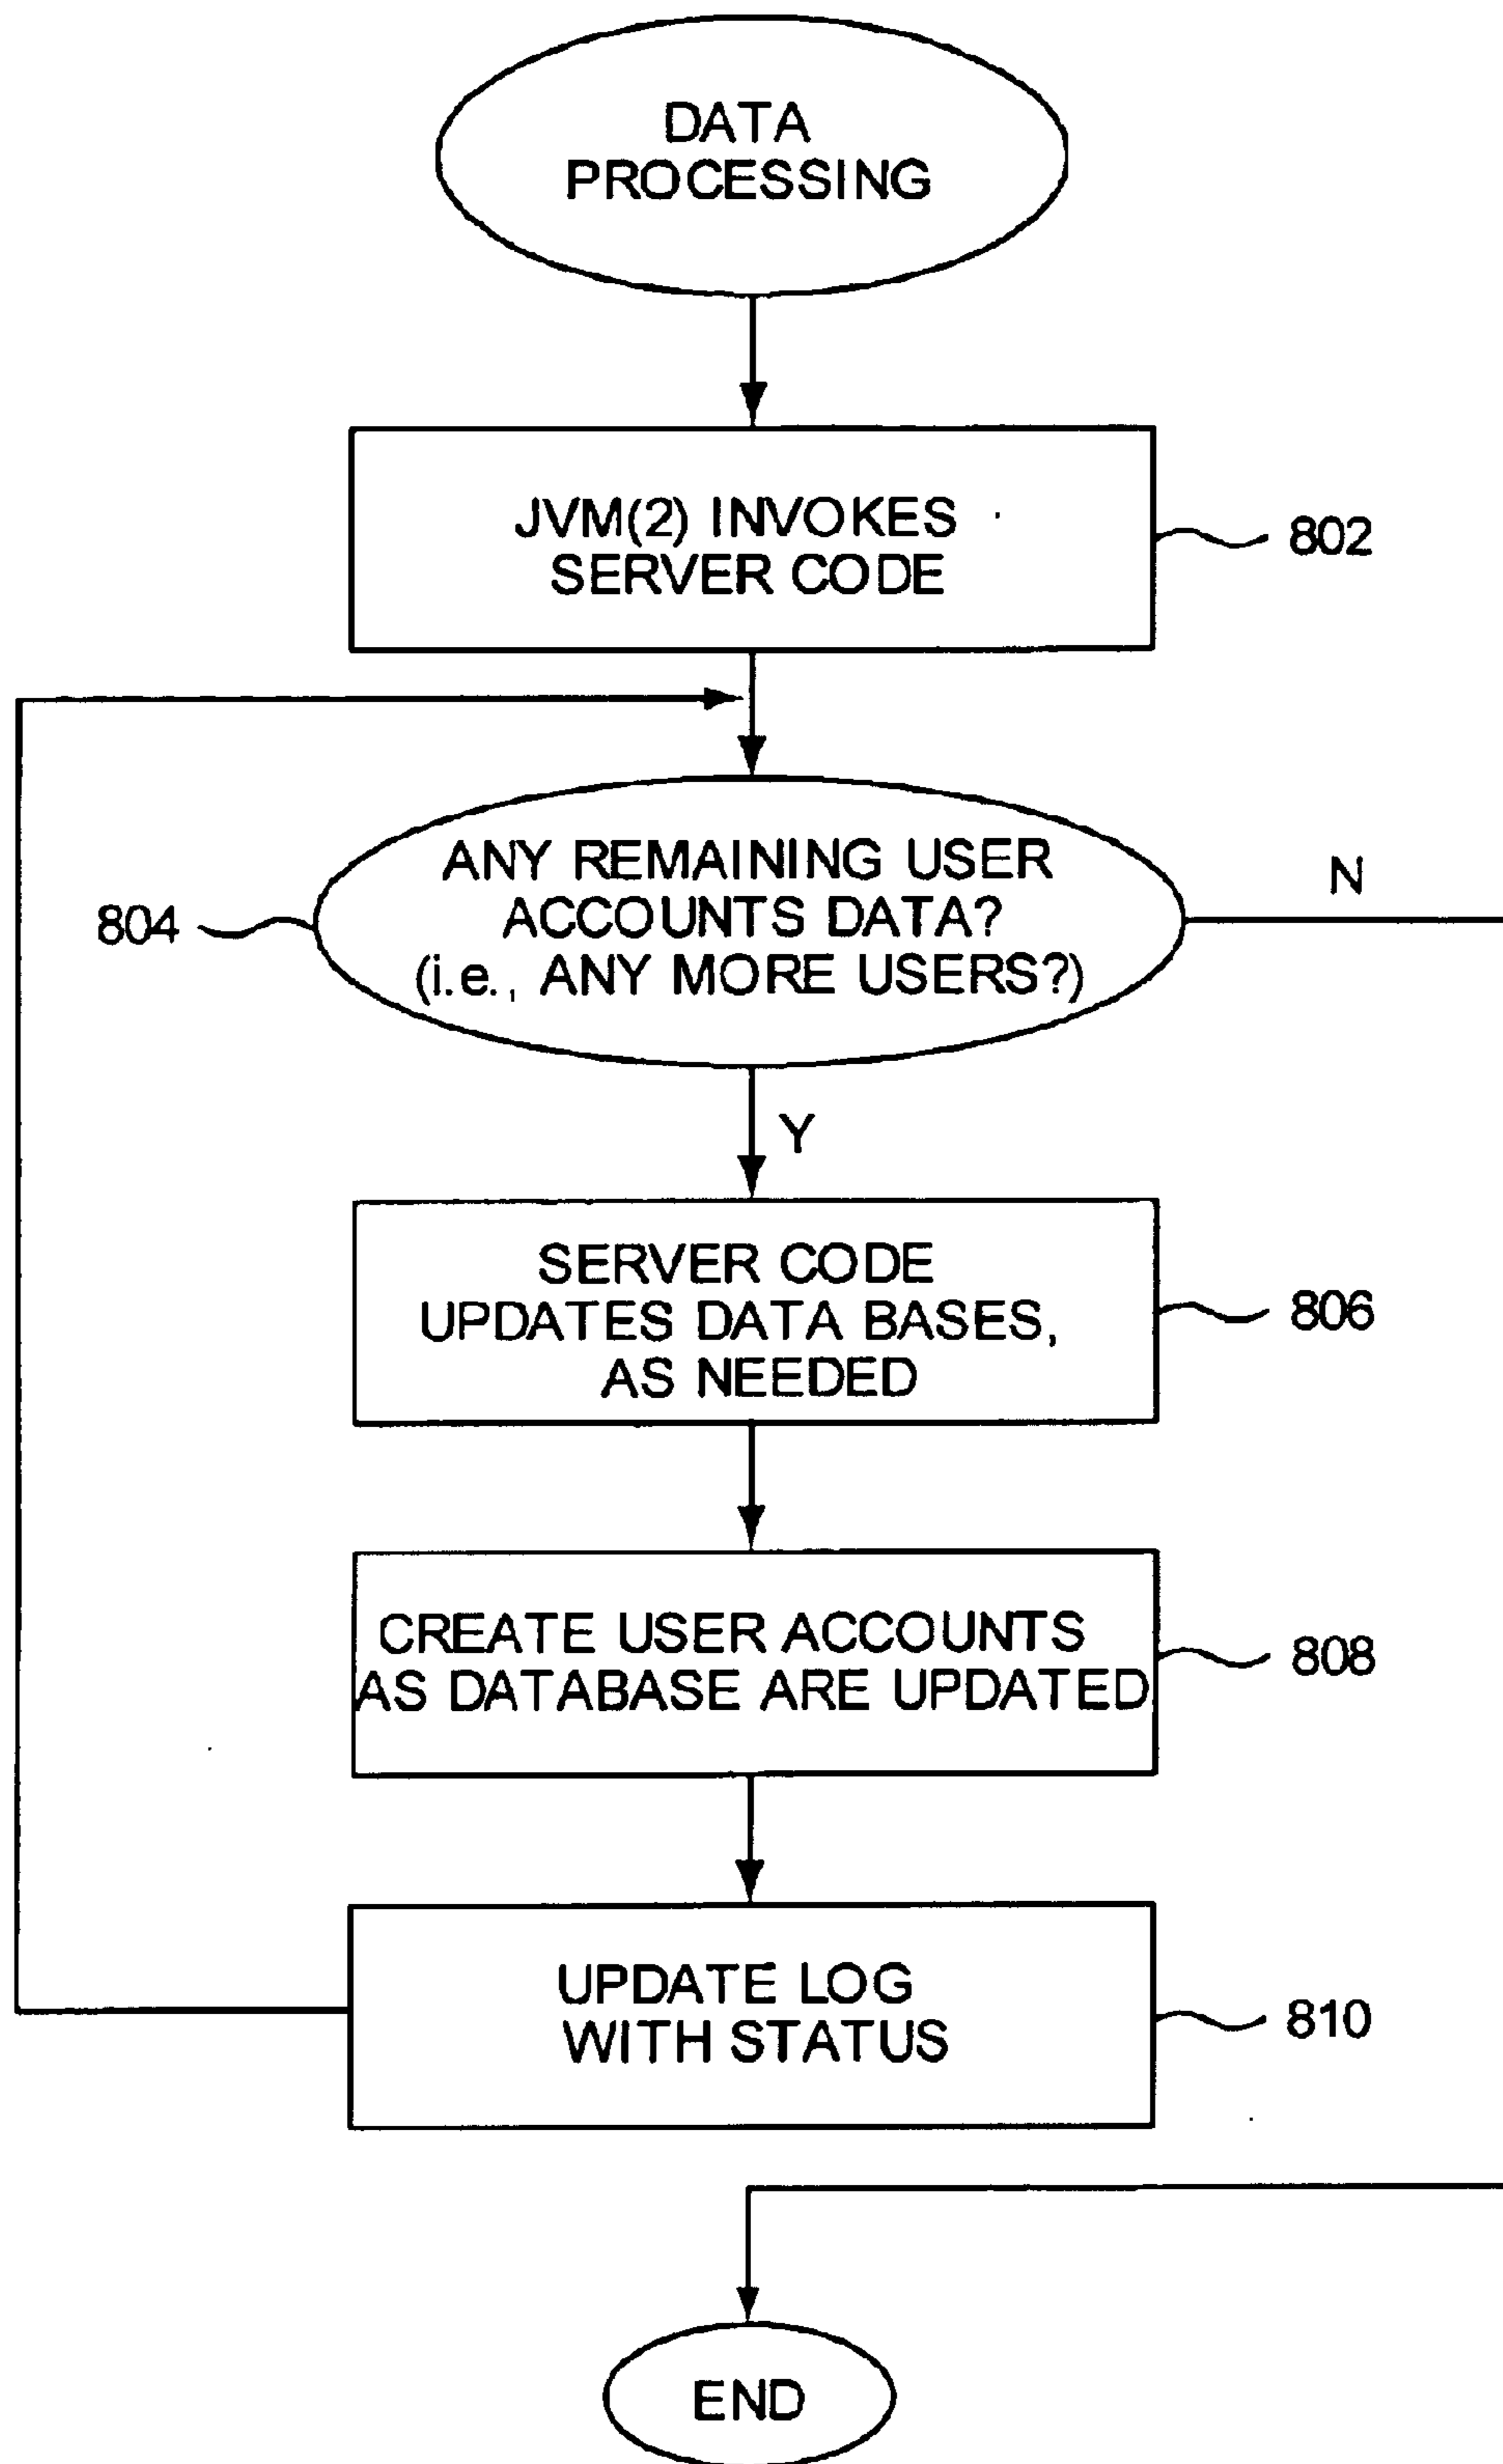 DATA
PROCESSING
JVM(2) INVOKES
SERVER CODE
802
ANY REMAINING USER
ACCOUNTS DATA?
(i.e., ANY MORE USERS?)
804
N
Y
SERVER CODE
UPDATES DATA BASES,
AS NEEDED
806
CREATE USER ACCOUNTS
AS DATABASE ARE UPDATED
808
UPDATE LOG
WITH STATUS
810
END